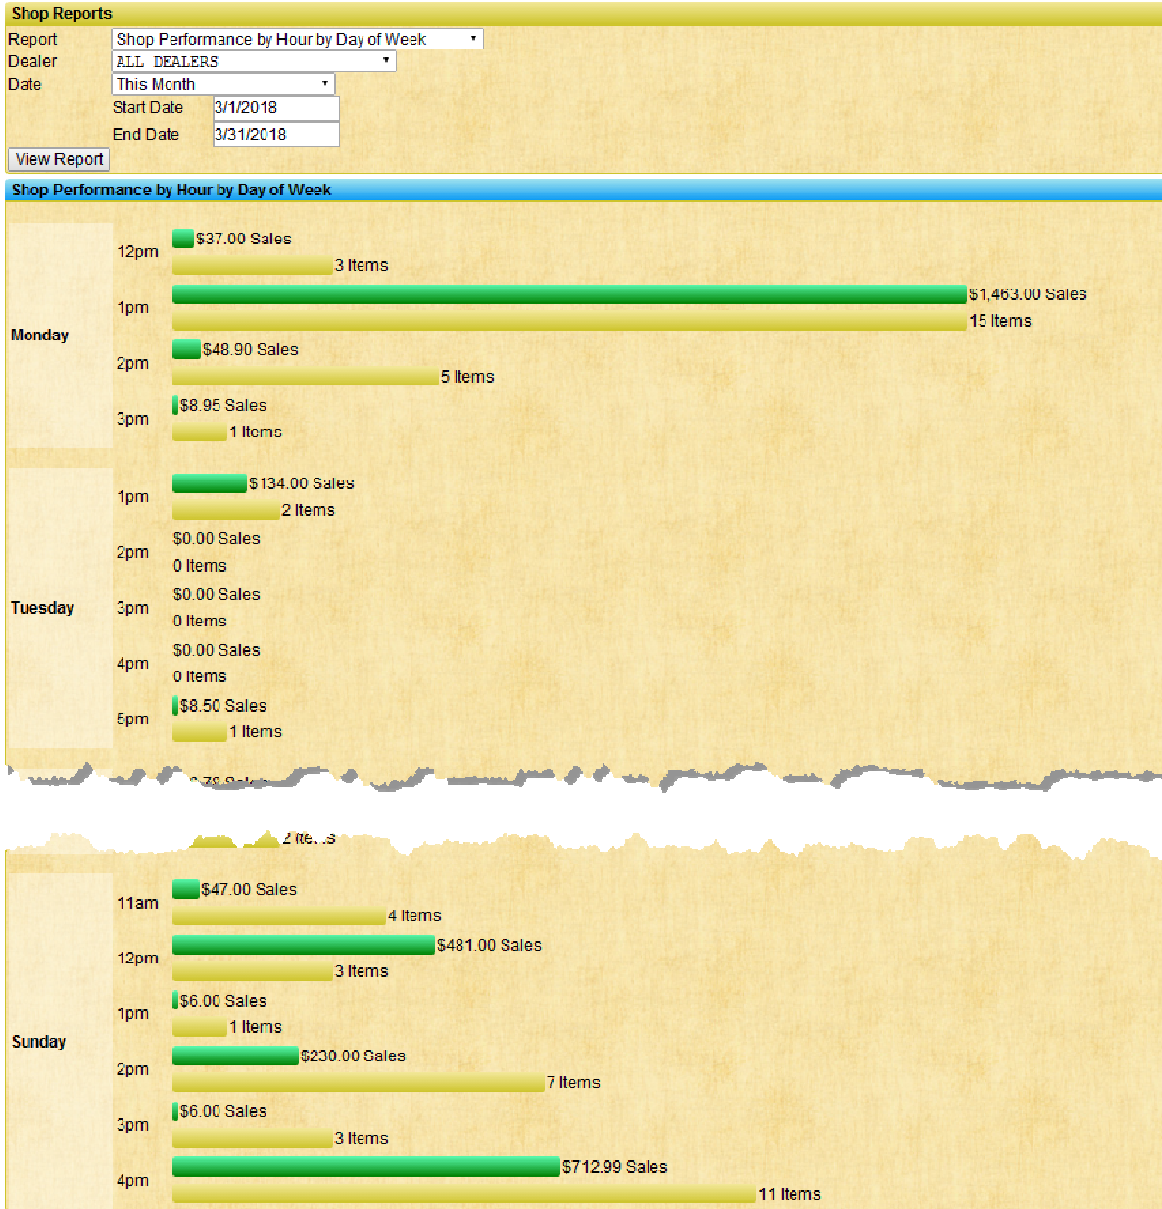 Shop Reports
Report Shop Performance by Hour by Day of Week
Dealer ALL DEALERS
Date This Month
Start Date 3/1/2018
End Date 3/31/2018
View Report
Shop Performance by Hour by Day of Week
Monday
12pm
$37.00 Sales
3 Items
1pm
$1,463.00 Sales
15 Items
2pm
$48.90 Sales
5 Items
3pm
$8.95 Sales
1 Items
Tuesday
1pm
$134.00 Sales
2 Items
2pm
$0.00 Sales
0 Items
3pm
$0.00 Sales
0 Items
4pm
$0.00 Sales
0 Items
5pm
$8.50 Sales
1 Items
2 Items
Sunday
11am
$47.00 Sales
4 Items
12pm
$481.00 Sales
3 Items
1pm
$6.00 Sales
1 Items
2pm
$230.00 Sales
7 Items
3pm
$6.00 Sales
3 Items
4pm
$712.99 Sales
11 Items